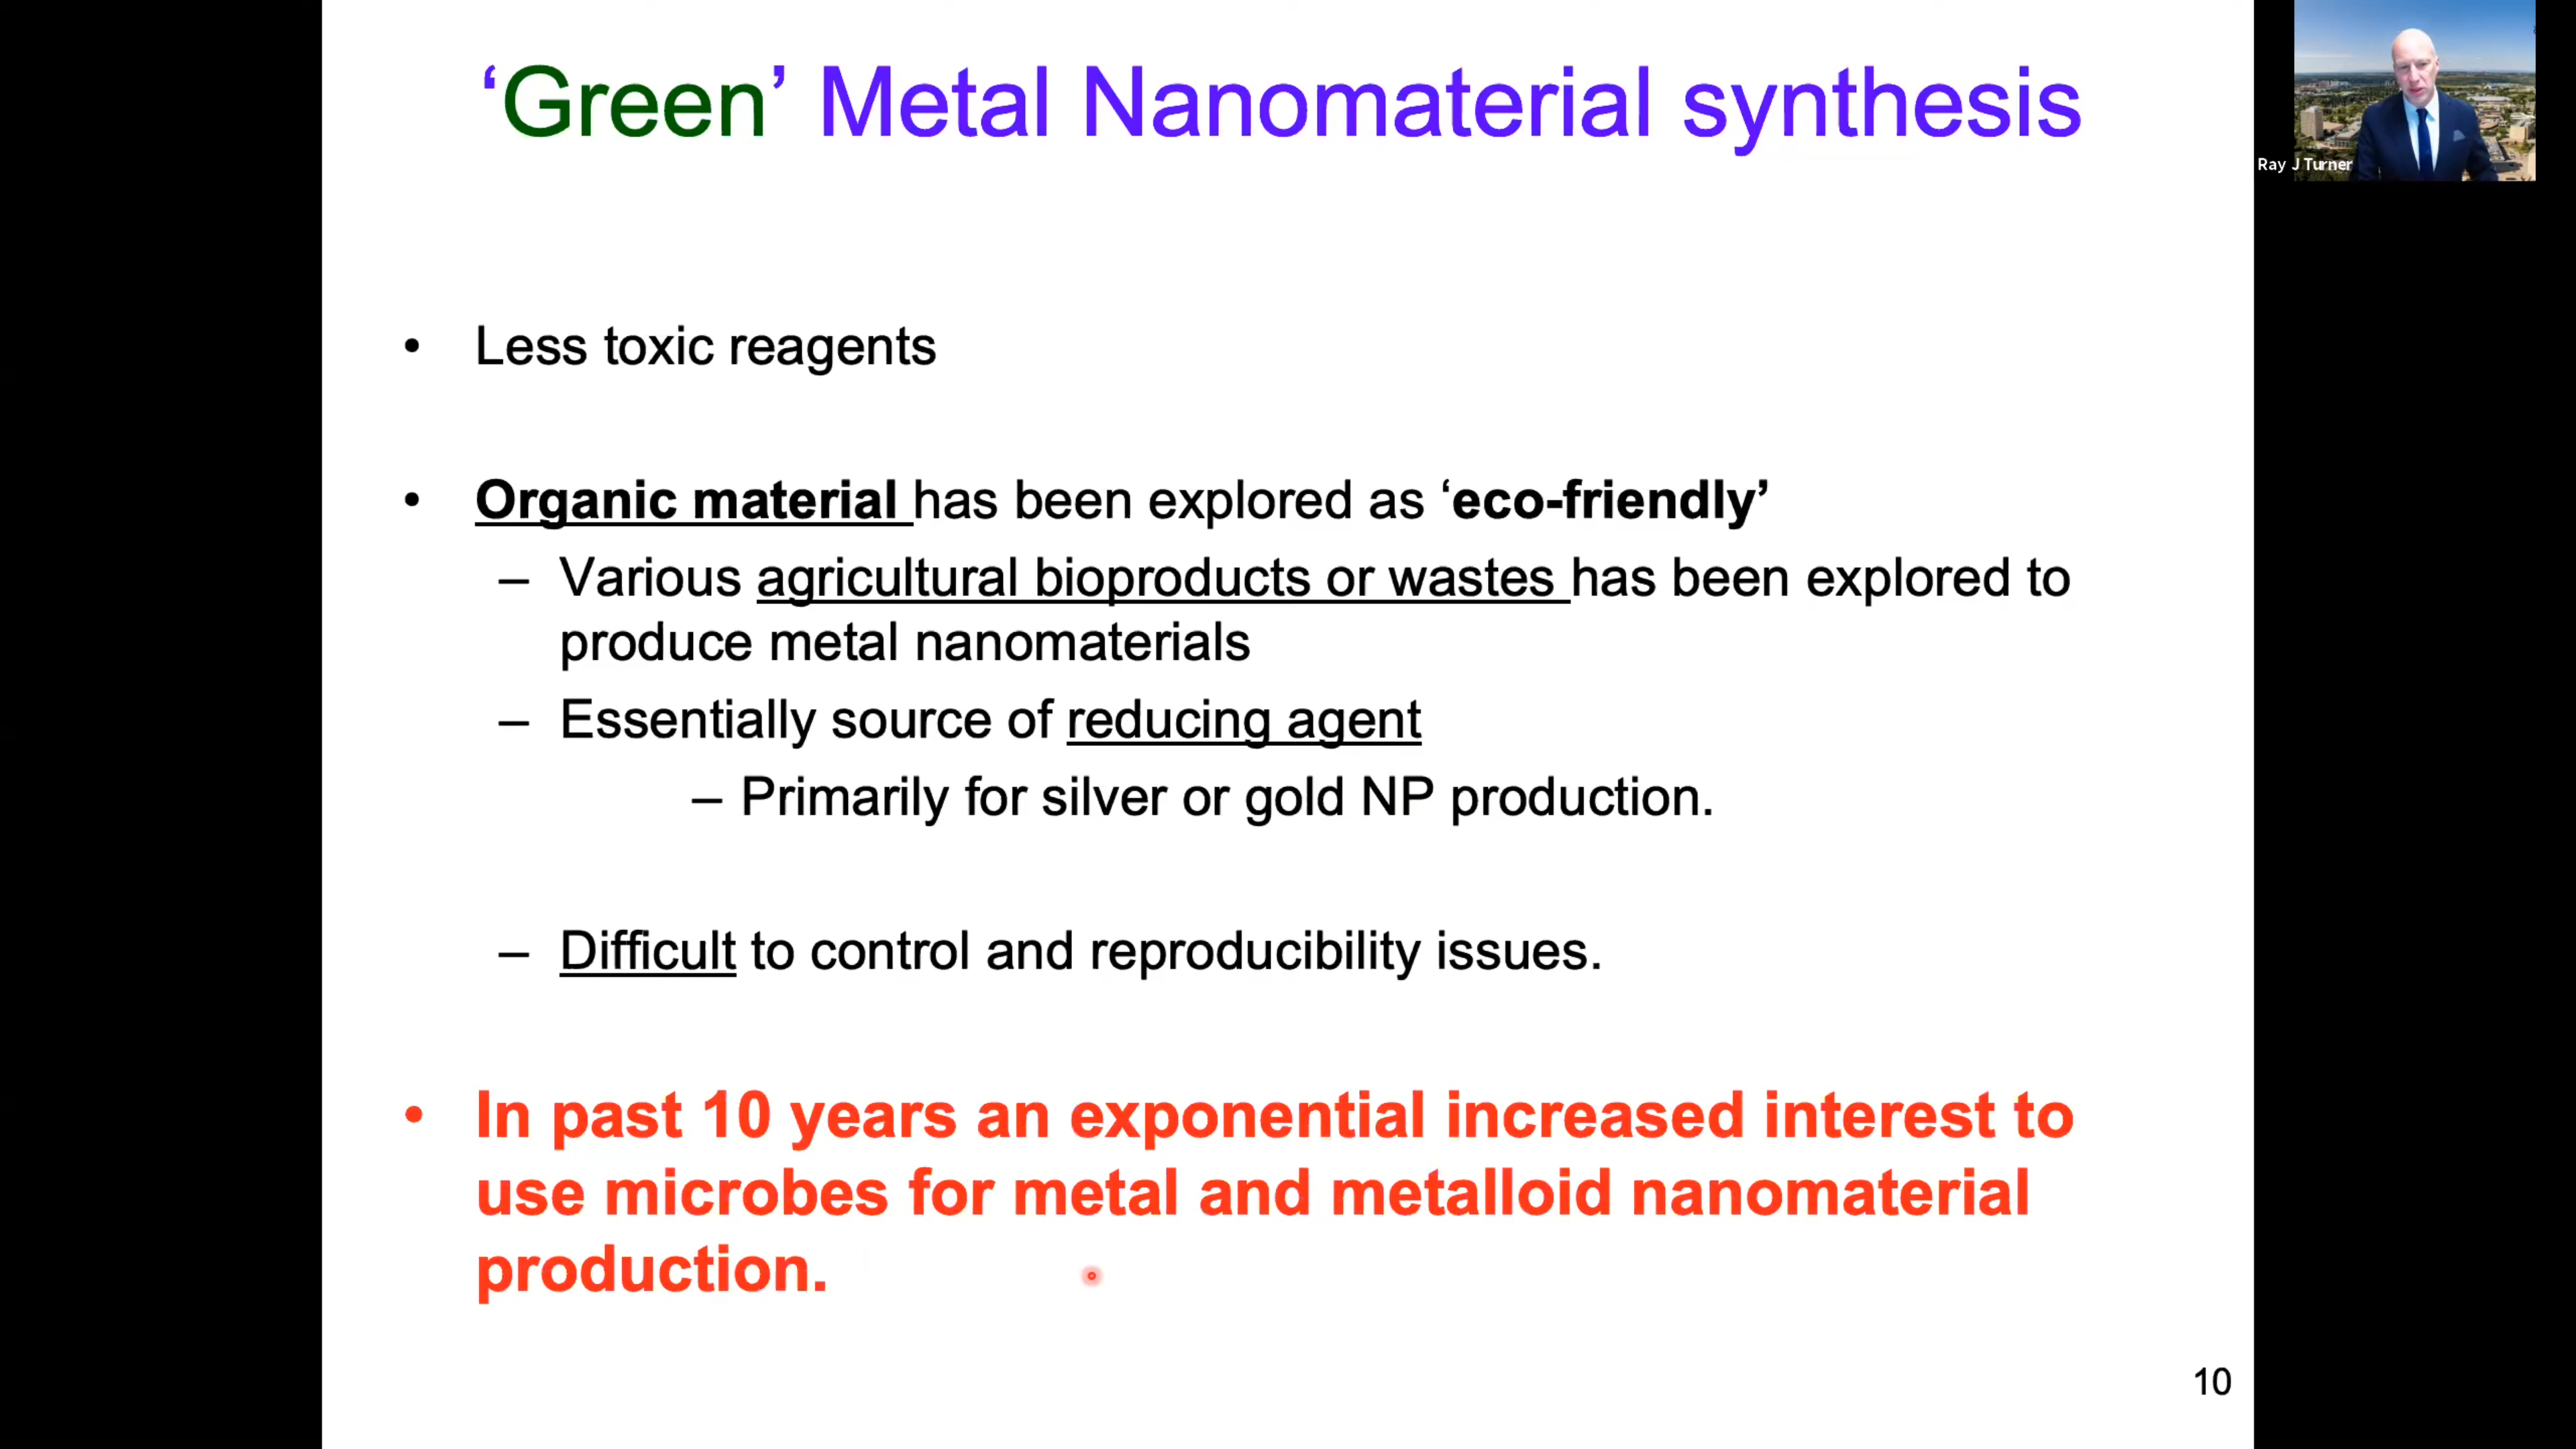 ‘Green’ Metal Nanomaterial synthesis
Ray J Turner
• Less toxic reagents
• Organic material has been explored as ‘eco-friendly’
– Various agricultural bioproducts or wastes has been explored to
produce metal nanomaterials
– Essentially source of reducing agent
– Primarily for silver or gold NP production.
– Difficult to control and reproducibility issues.
• In past 10 years an exponential increased interest to
use microbes for metal and metalloid nanomaterial
production.
10